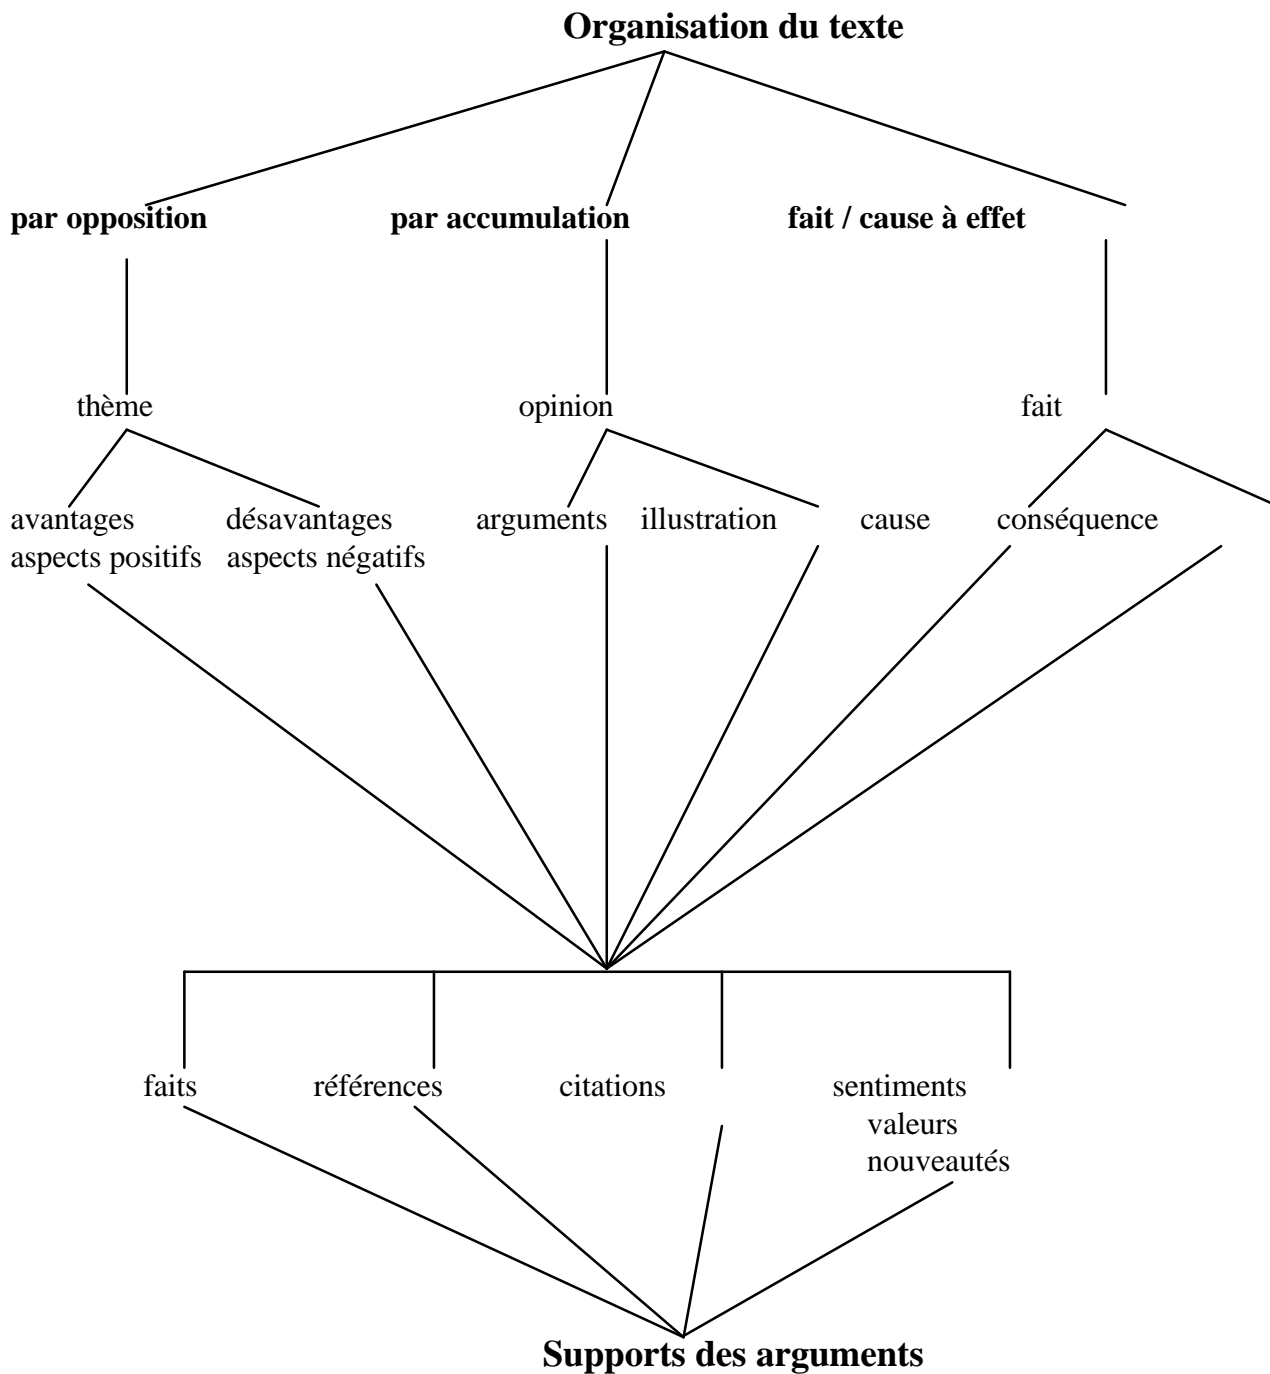 Organisation du texte
par opposition par accumulation fait / cause à effet
thème opinion fait
avantages désavantages arguments illustration cause conséquence
aspects positifs aspects négatifs
faits références citations sentiments
valeurs
nouveautés
Supports des arguments